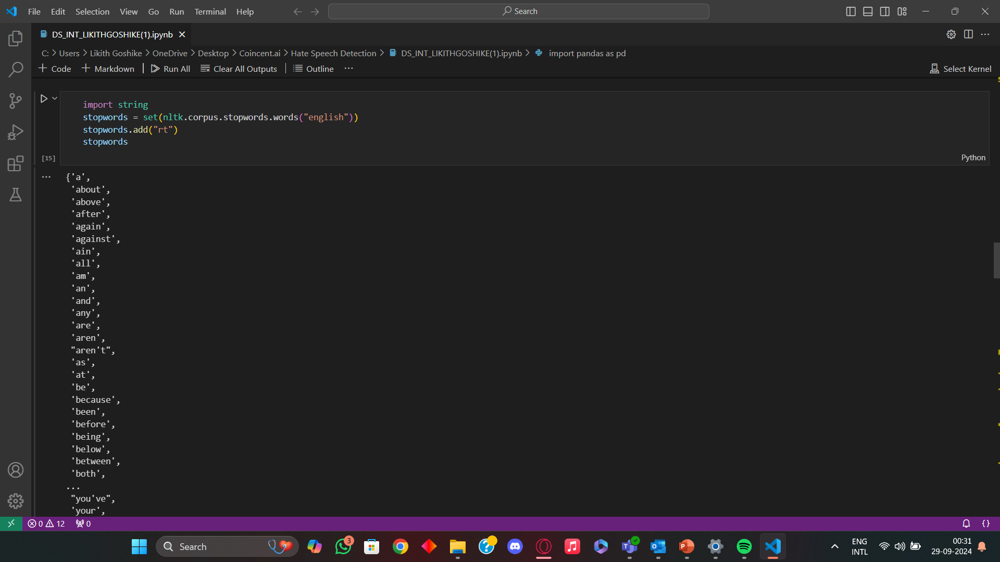 File Edit Selection View Go Run Terminal Help Search
DS_INT_LIKITHGOSHIKE(1).ipynb
C: > Users > Likith Goshike > OneDrive > Desktop > Coincent.ai > Hate Speech Detection > DS_INT_LIKITHGOSHIKE(1).ipynb > import pandas as pd
+ Code + Markdown | Run All Clear All Outputs | Outline ... Select Kernel
import string
stopwords = set(nltk.corpus.stopwords.words("english"))
stopwords.add("rt")
stopwords
[15] Python
... {'a',
'about',
'above',
'after',
'again',
'against',
'ain',
'all',
'am',
'an',
'and',
'any',
'are',
'aren',
"aren't",
'as',
'at',
'be',
'because',
'been',
'before',
'being',
'below',
'between',
'both',
...
"you've",
'your',
0 12 0 {}
Search 3 ENG 00:31
INTL 29-09-2024